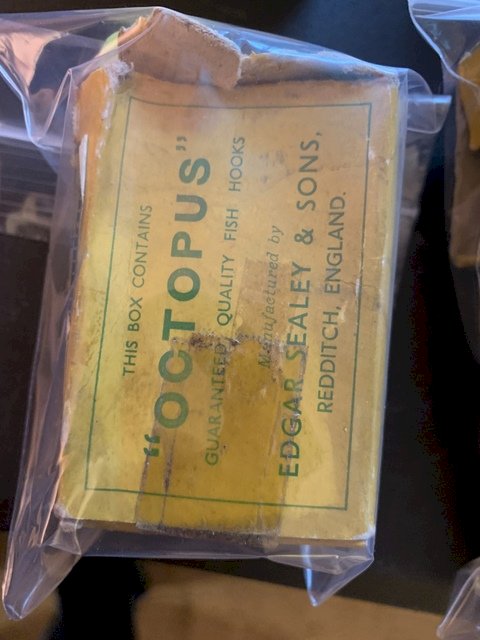 THIS BOX CONTAINS
"OCTOPUS"
GUARANTEED QUALITY FISH HOOKS
Manufactured by
EDGAR SEALEY & SONS,
REDDITCH, ENGLAND.